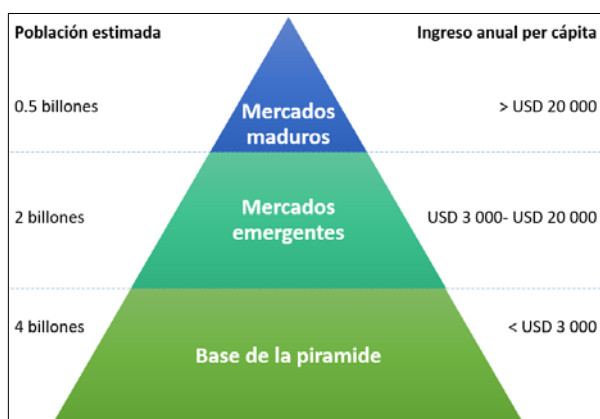 Población estimada
Ingreso anual per cápita
0.5 billones
Mercados
maduros
> USD 20 000
2 billones
Mercados
emergentes
USD 3 000- USD 20 000
4 billones
Base de la piramide
< USD 3 000